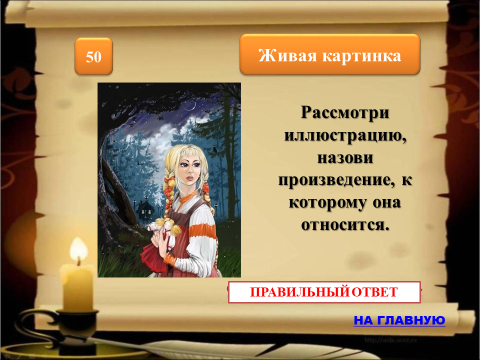 50
Живая картинка
Рассмотри
иллюстрацию,
назови
произведение, к
которому она
относится.
ПРАВИЛЬНЫЙ ОТВЕТ
НА ГЛАВНУЮ